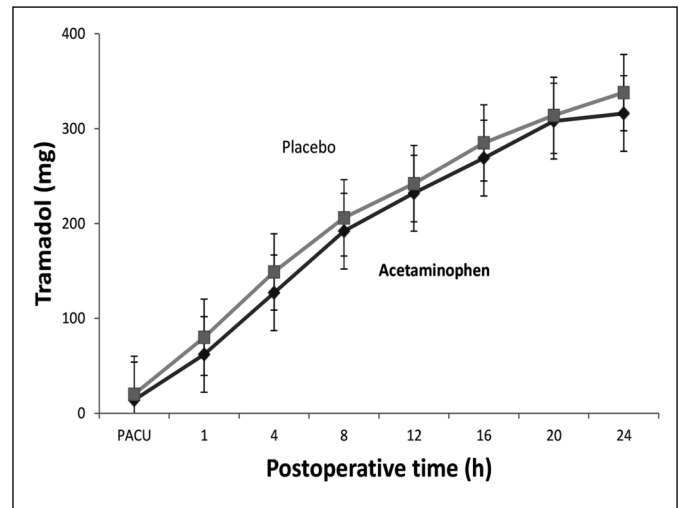 400
300
200
100
0
Tramadol (mg)
Placebo
Acetaminophen
PACU 1 4 8 12 16 20 24
Postoperative time (h)